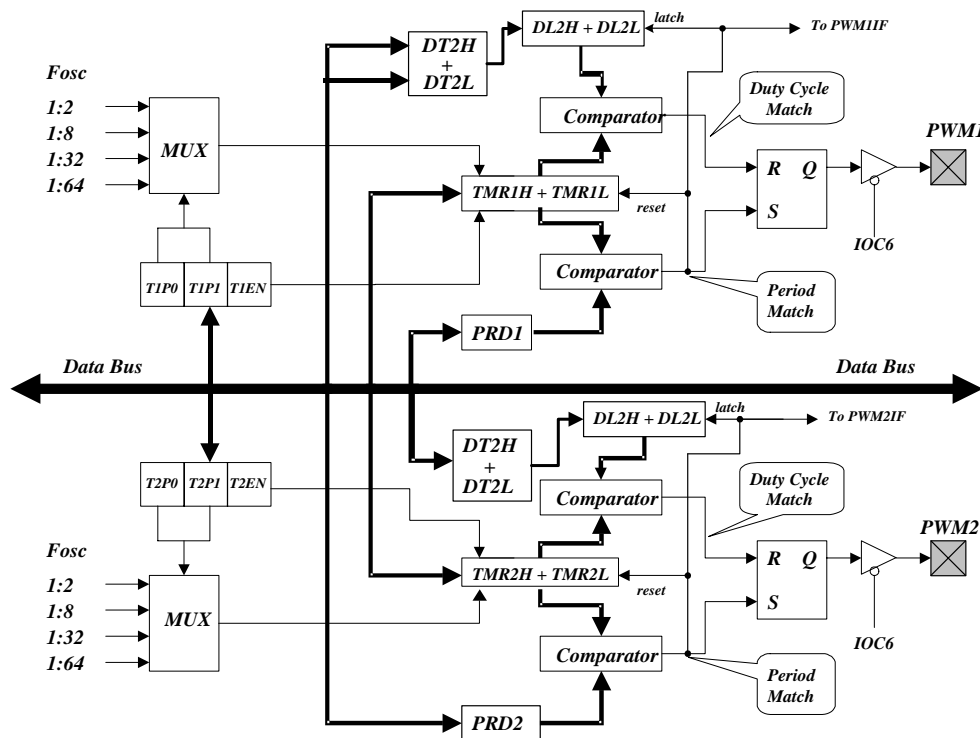 DL2H + DL2L
latch
To PWM1IF
DT2H
+
DT2L
Fosc
1:2
1:8
1:32
1:64
MUX
Comparator
Duty Cycle
Match
PWM1
R Q
S
TMR1H + TMR1L
reset
IOC6
T1P0 T1P1 T1EN
Comparator
Period
Match
PRD1
Data Bus
Data Bus
DL2H + DL2L
latch
To PWM2IF
DT2H
+
DT2L
T2P0 T2P1 T2EN
Comparator
Duty Cycle
Match
PWM2
Fosc
1:2
1:8
1:32
1:64
MUX
TMR2H + TMR2L
reset
R Q
S
IOC6
Comparator
Period
Match
PRD2